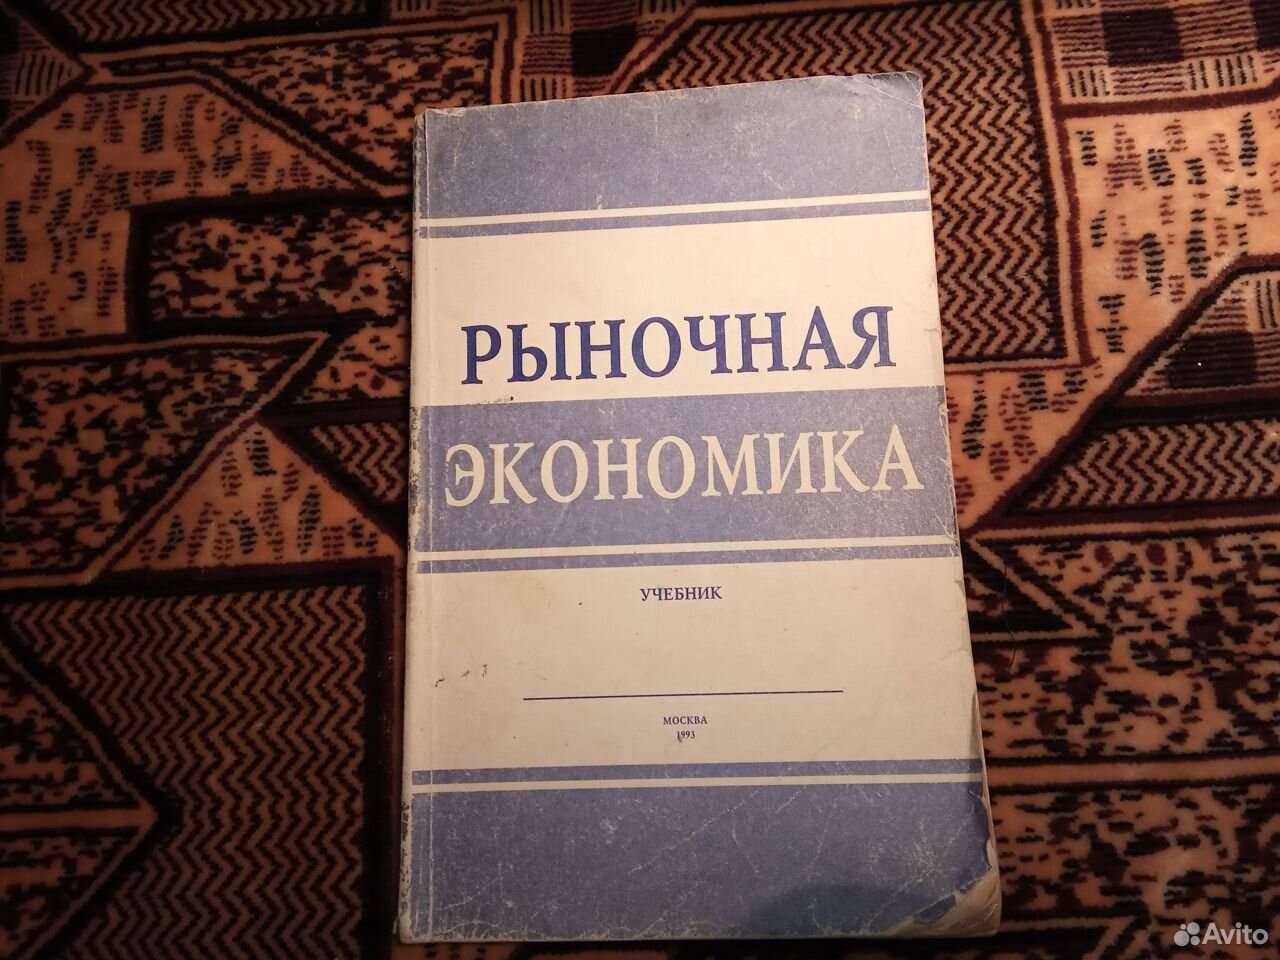 РЫНОЧНАЯ
ЭКОНОМИКА
УЧЕБНИК
МОСКВА
1993
Avito